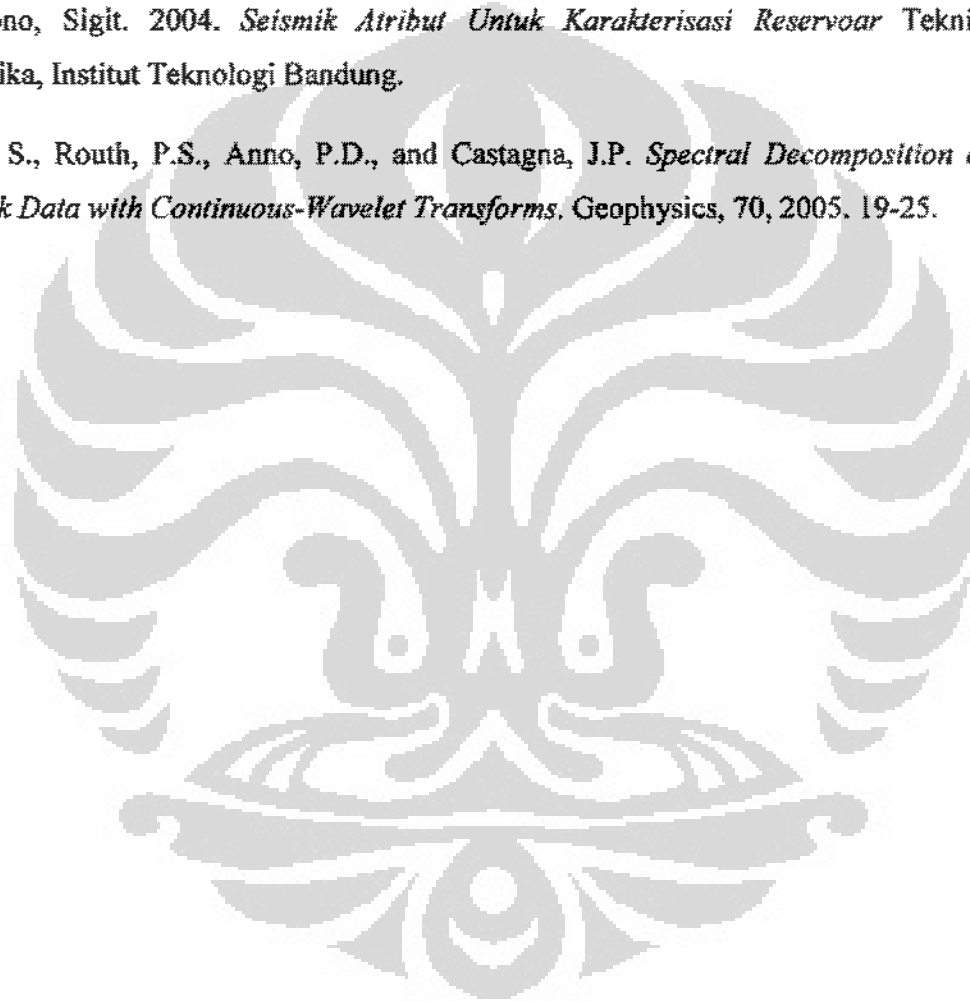 ono, Sigit. 2004. Seismik Atribut Untuk Karakterisasi Reservoar Tekni
ika, Institut Teknologi Bandung.
S., Routh, P.S., Anno, P.D., and Castagna, J.P. Spectral Decomposition
k Data with Continuous-Wavelet Transforms. Geophysics, 70, 2005. 19-25.